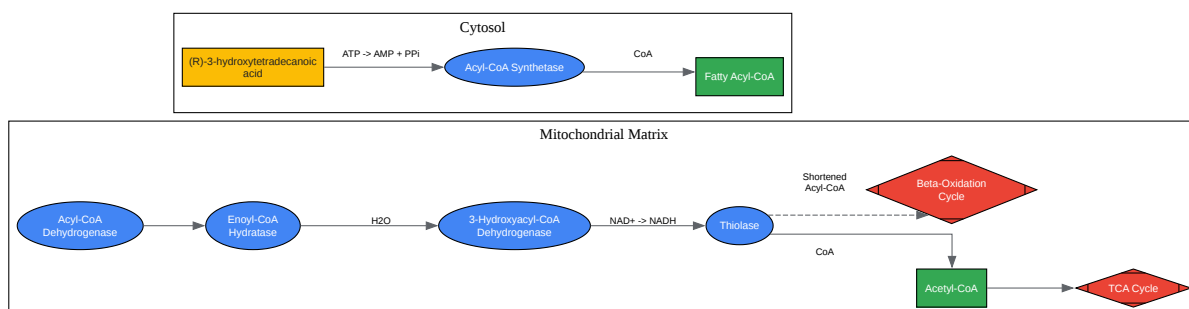 Cytosol
(R)-3-hydroxytetradecanoic
acid
ATP -> AMP + PPi
Acyl-CoA Synthetase
CoA
Fatty Acyl-CoA
Mitochondrial Matrix
Acyl-CoA
Dehydrogenase
Enoyl-CoA
Hydratase
H2O
3-Hydroxyacyl-CoA
Dehydrogenase
NAD+ -> NADH
Thiolase
Shortened
Acyl-CoA
Beta-Oxidation
Cycle
CoA
Acetyl-CoA
TCA Cycle